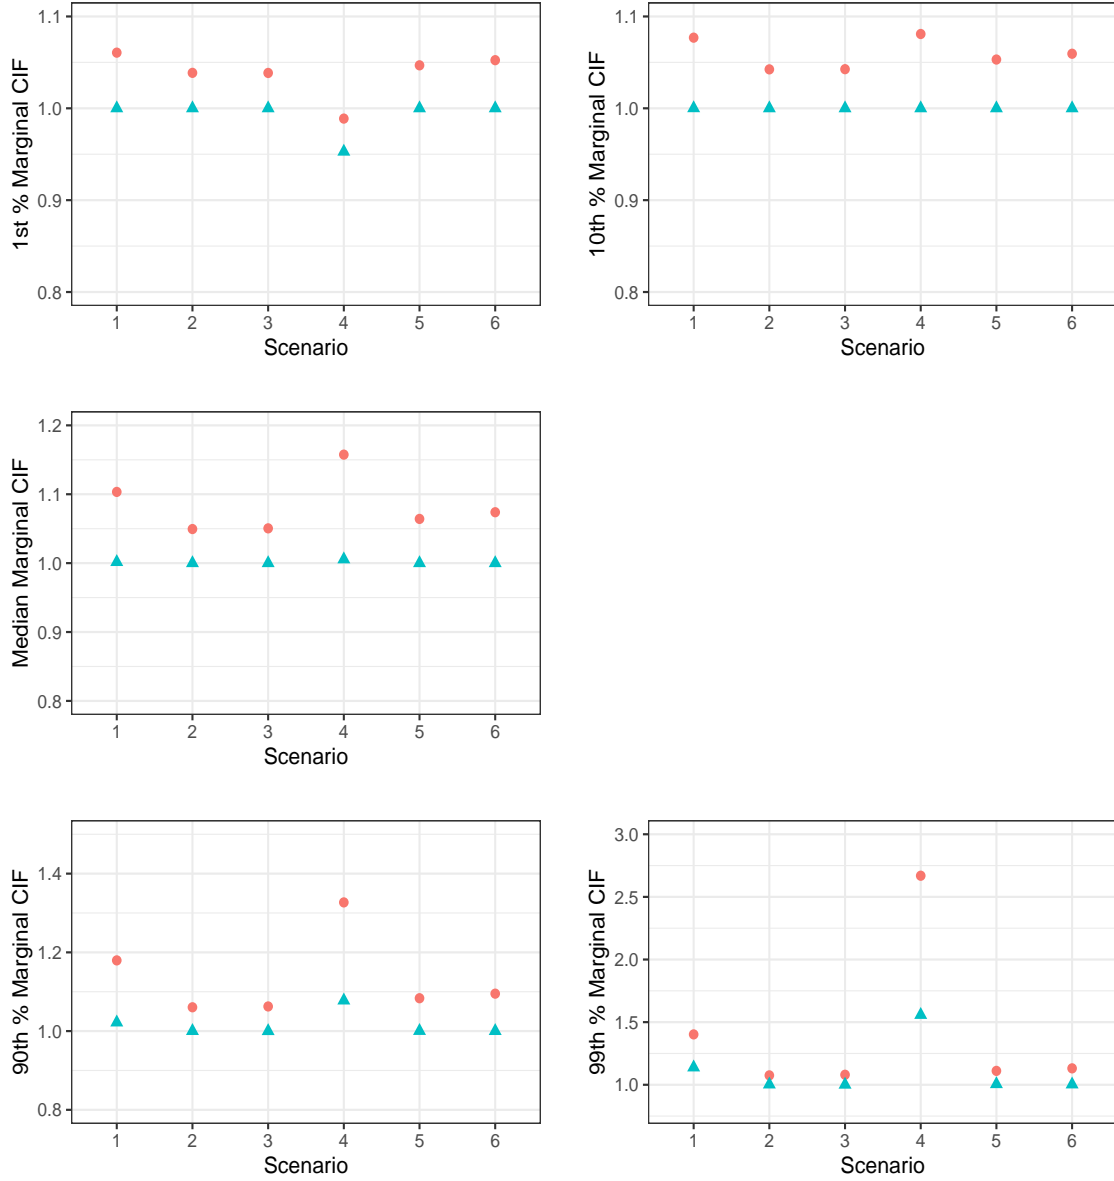 1st % Marginal CIF
1.1
1.0
0.9
0.8
1 2 3 4 5 6
Scenario
10th % Marginal CIF
1.1
1.0
0.9
0.8
1 2 3 4 5 6
Scenario
Median Marginal CIF
1.2
1.1
1.0
0.9
0.8
1 2 3 4 5 6
Scenario
90th % Marginal CIF
1.4
1.2
1.0
0.8
1 2 3 4 5 6
Scenario
99th % Marginal CIF
3.0
2.5
2.0
1.5
1.0
1 2 3 4 5 6
Scenario